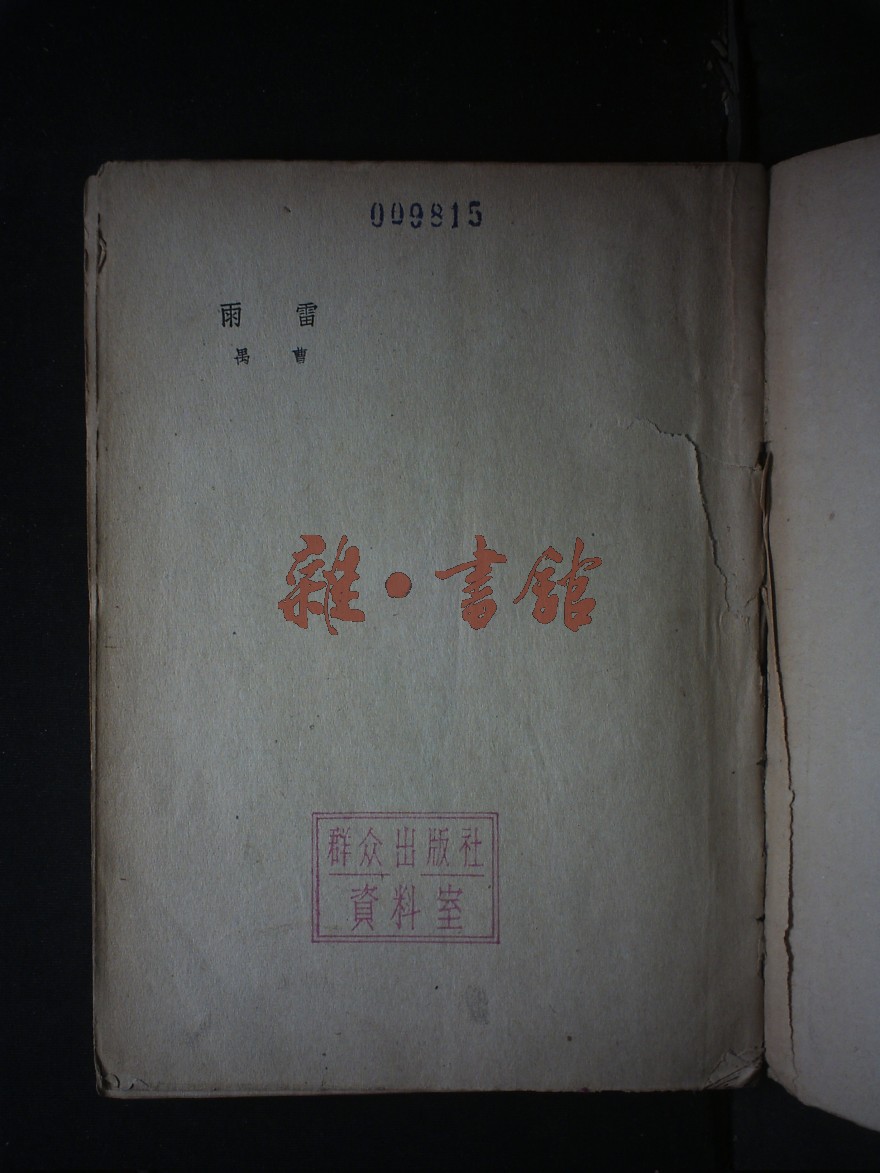 009815
雷雨
曹禺
雜·書館
群众出版社
資料室